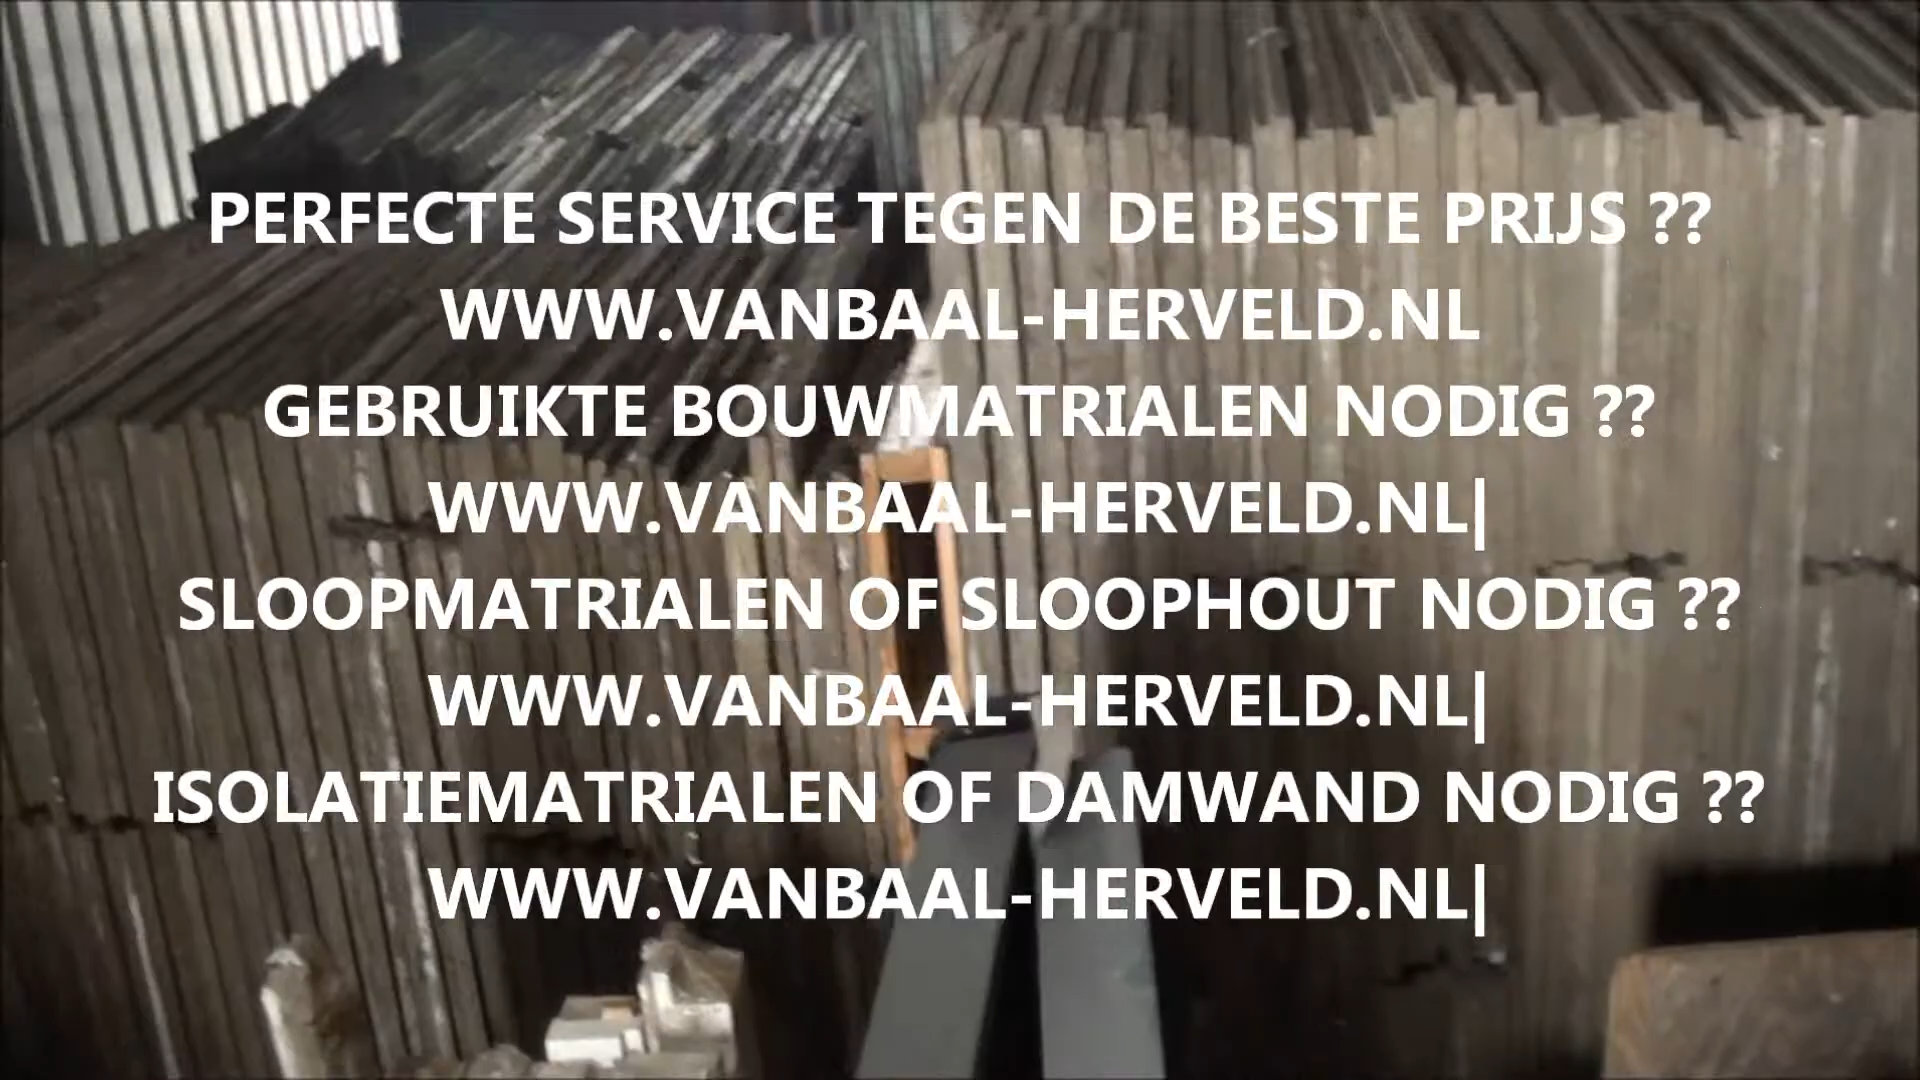 PERFECTE SERVICE TEGEN DE BESTE PRIJS ??
WWW.VANBAAL-HERVELD.NL
GEBRUIKTE BOUWMATRIALEN NODIG ??
WWW.VANBAAL-HERVELD.NL|
SLOOPMATRIALEN OF SLOOPHOUT NODIG ??
WWW.VANBAAL-HERVELD.NL|
ISOLATIEMATRIALEN OF DAMWAND NODIG ??
WWW.VANBAAL-HERVELD.NL|